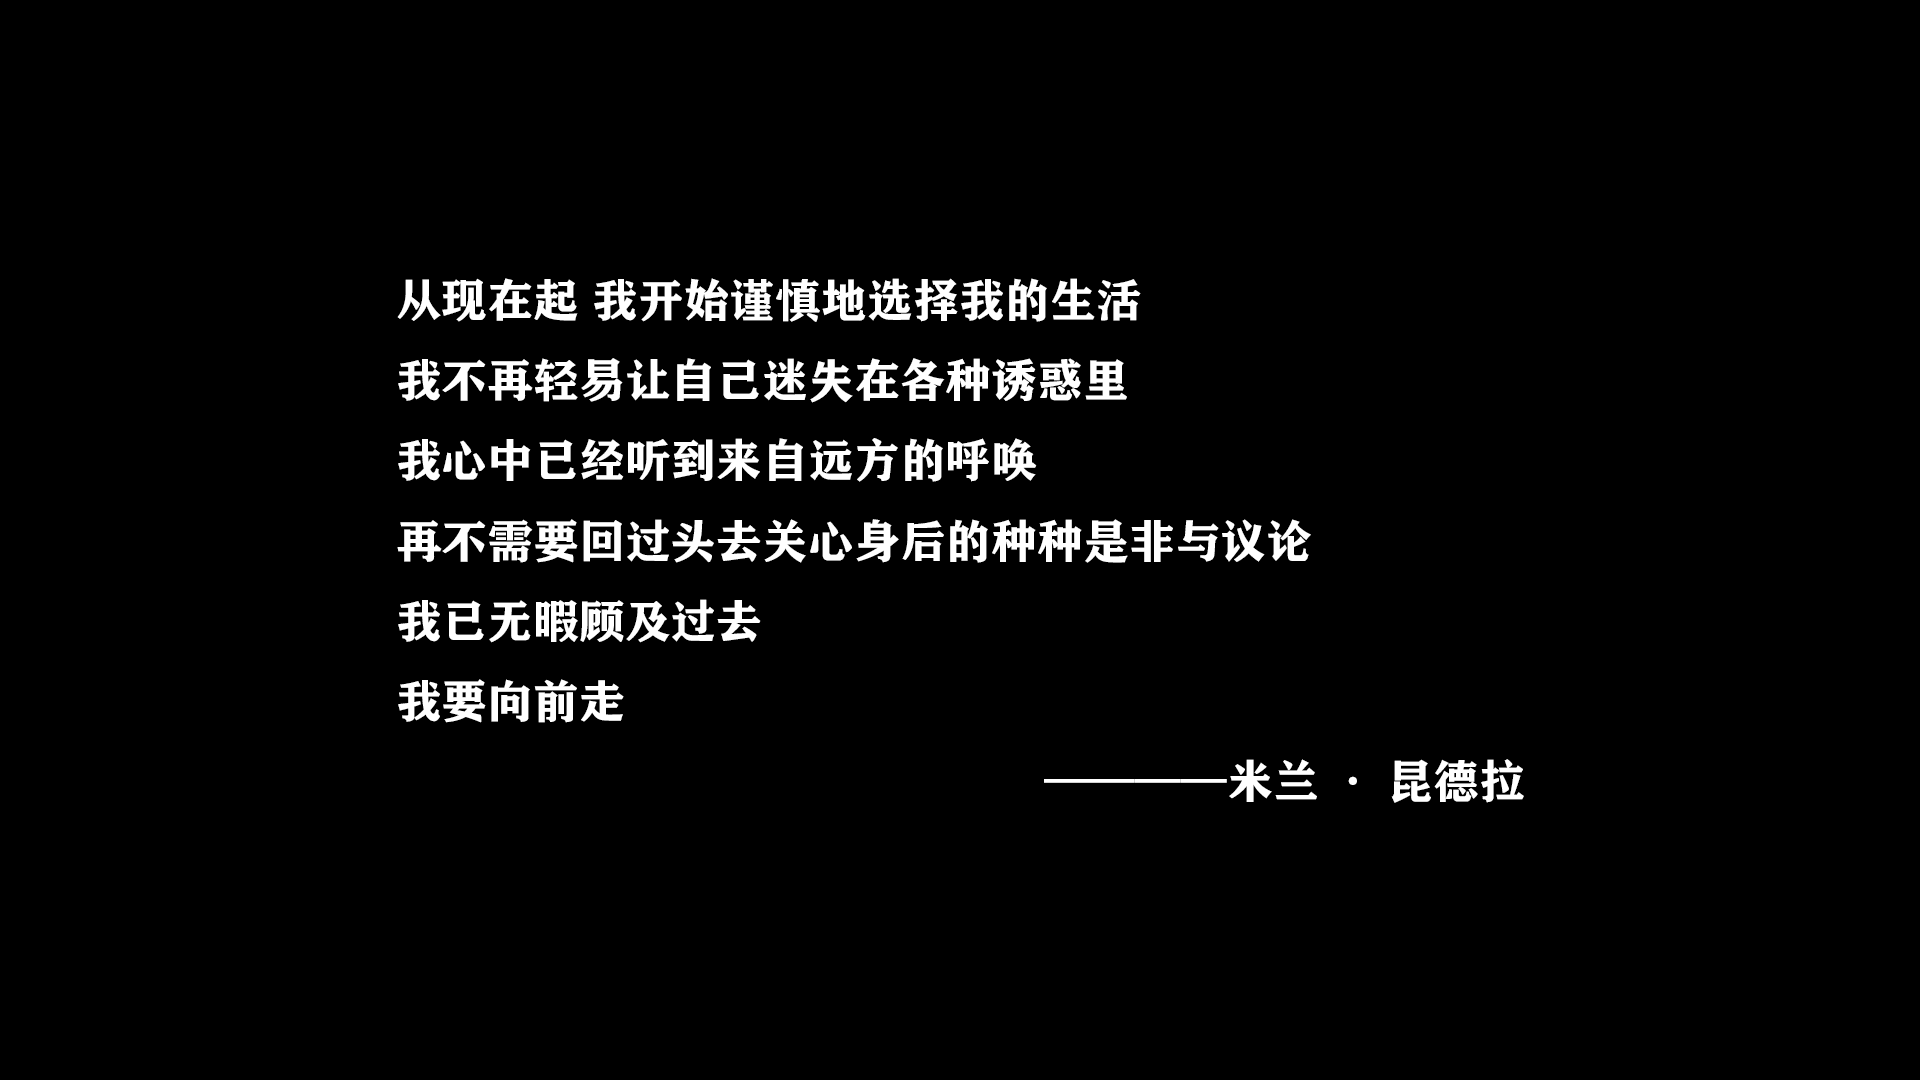 从现在起 我开始谨慎地选择我的生活
我不再轻易让自己迷失在各种诱惑里
我心中已经听到来自远方的呼唤
再不需要回过头去关心身后的种种是非与议论
我已无暇顾及过去
我要向前走
————米兰 · 昆德拉